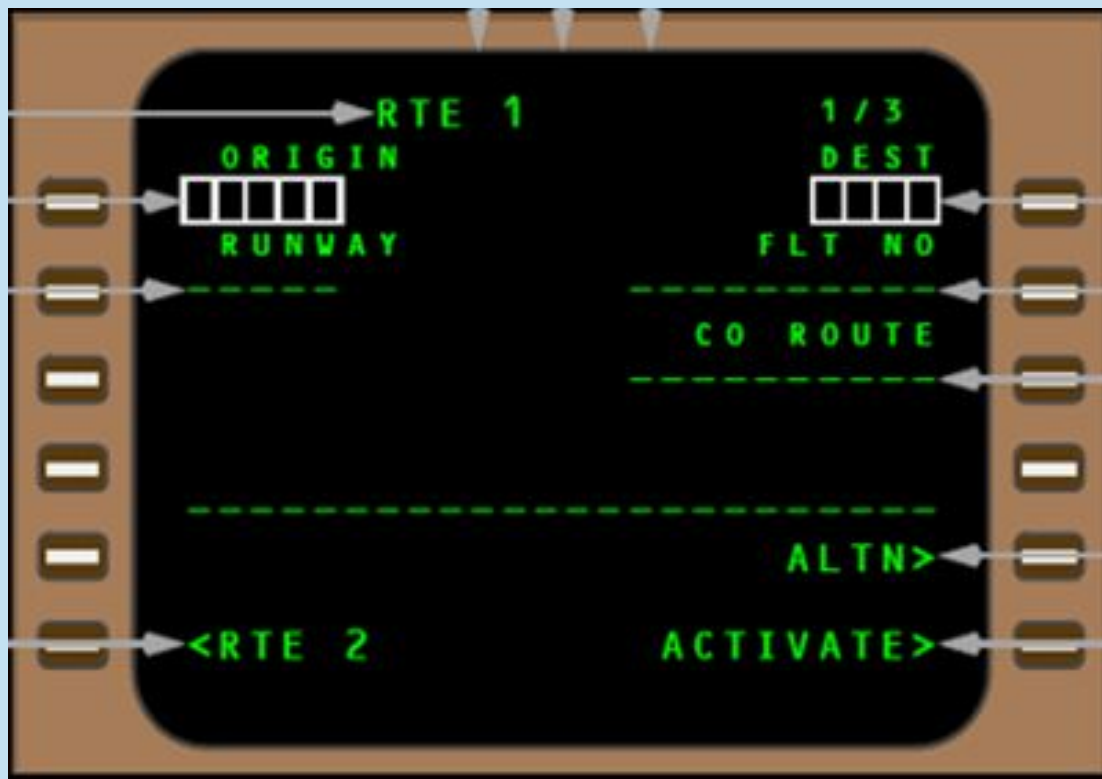 RTE 1 1/3
ORIGIN DEST
RUNWAY FLT NO
----- ----------
CO ROUTE
----------
------------------------
ALTN>
<RTE 2 ACTIVATE>